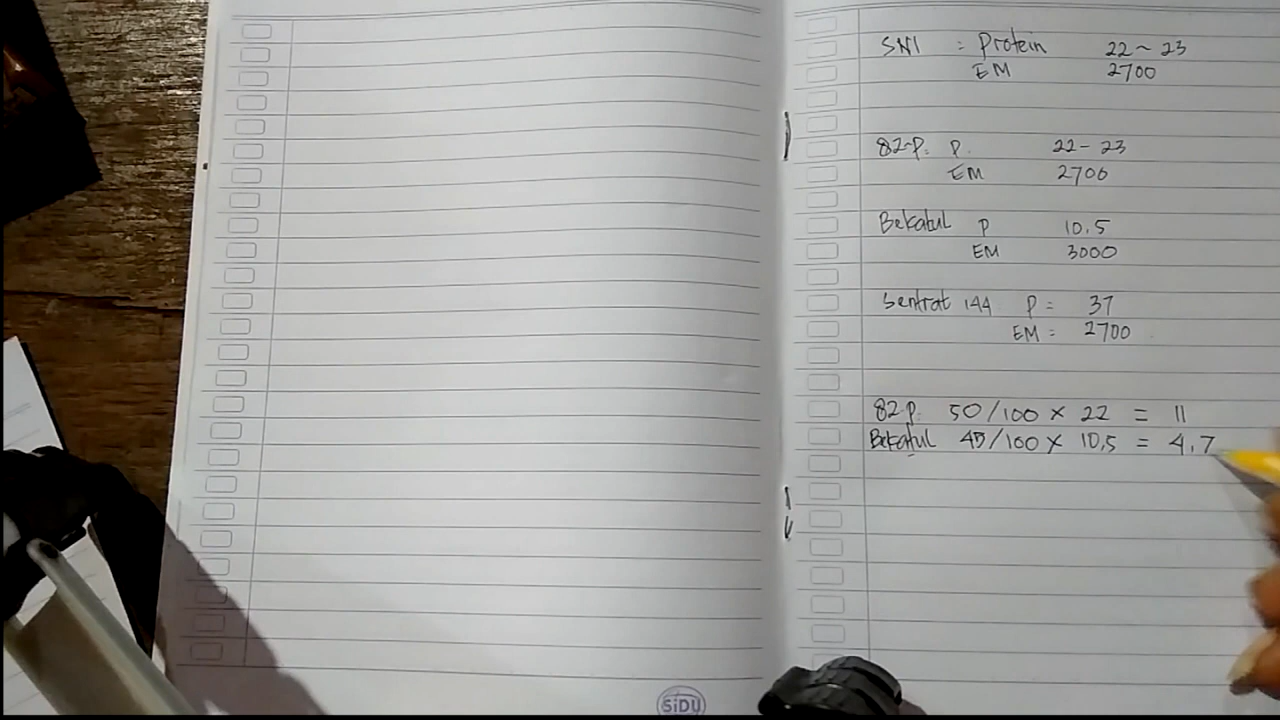 SNI : Protein 22 ~ 23
EM 2700
82-P. P. 22 - 23
EM 2700
Bekatul P 10.5
EM 3000
Sentrat 144 P = 37
EM = 2700
82 P. 50/100 x 22 = 11
Bekatul 45/100 x 10,5 = 4.7
SiDU